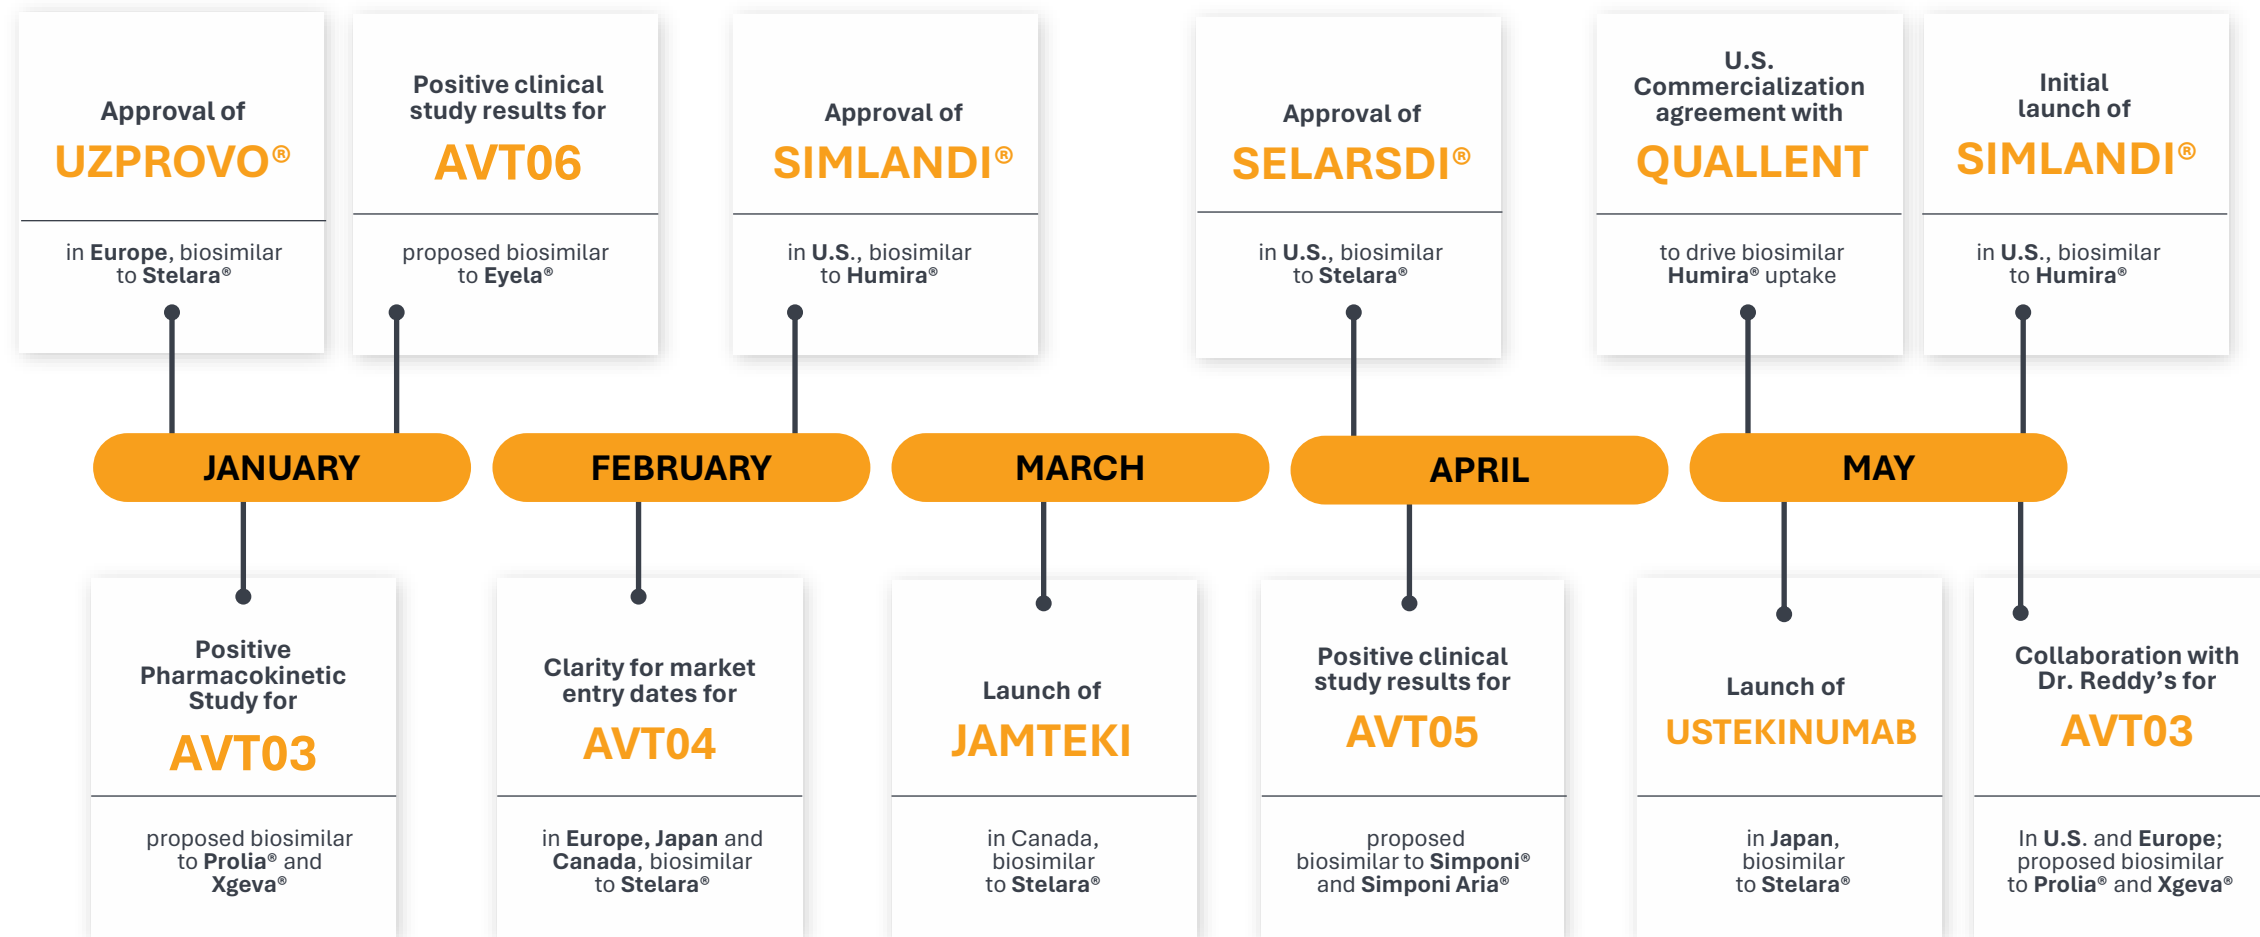 Approval of
UZPROVO®
in Europe, biosimilar
to Stelara®
Positive clinical
study results for
AVT06
proposed biosimilar
to Eyela®
Approval of
SIMLANDI®
in U.S., biosimilar
to Humira®
Approval of
SELARSDI®
in U.S., biosimilar
to Stelara®
U.S.
Commercialization
agreement with
QUALLENT
to drive biosimilar
Humira® uptake
Initial
launch of
SIMLANDI®
in U.S., biosimilar
to Humira®
JANUARY
FEBRUARY
MARCH
APRIL
MAY
Positive
Pharmacokinetic
Study for
AVT03
proposed biosimilar
to Prolia® and
Xgeva®
Clarity for market
entry dates for
AVT04
in Europe, Japan and
Canada, biosimilar
to Stelara®
Launch of
JAMTEKI
in Canada,
biosimilar
to Stelara®
Positive clinical
study results for
AVT05
proposed
biosimilar to Simponi®
and Simponi Aria®
Launch of
USTEKINUMAB
in Japan,
biosimilar
to Stelara®
Collaboration with
Dr. Reddy’s for
AVT03
In U.S. and Europe;
proposed biosimilar
to Prolia® and Xgeva®